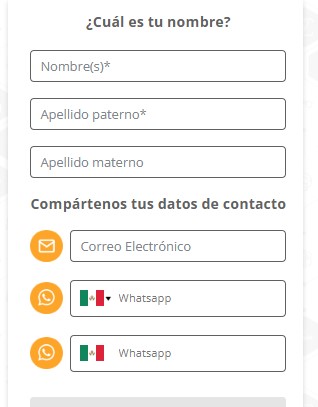 ¿Cuál es tu nombre?
Nombre(s)*
Apellido paterno*
Apellido materno
Compártenos tus datos de contacto
Correo Electrónico
Whatsapp
Whatsapp